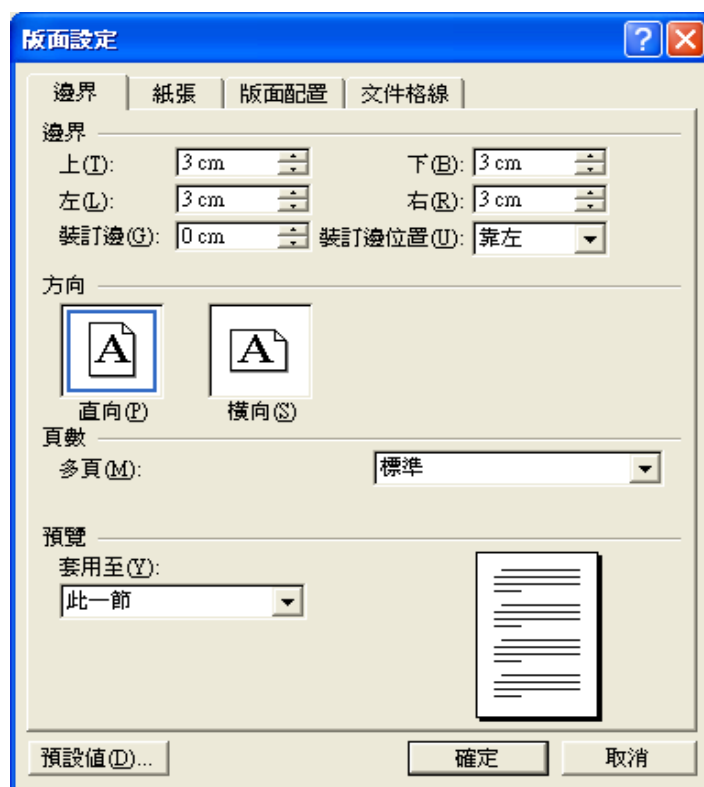 版面設定
邊界 紙張 版面配置 文件格線
邊界
上(T): 3 cm 下(B): 3 cm
左(L): 3 cm 右(R): 3 cm
裝訂邊(G): 0 cm 裝訂邊位置(U): 靠左
方向
A A
直向(P) 橫向(S)
頁數
多頁(M): 標準
預覽
套用至(Y):
此一節
預設值(D)... 確定 取消